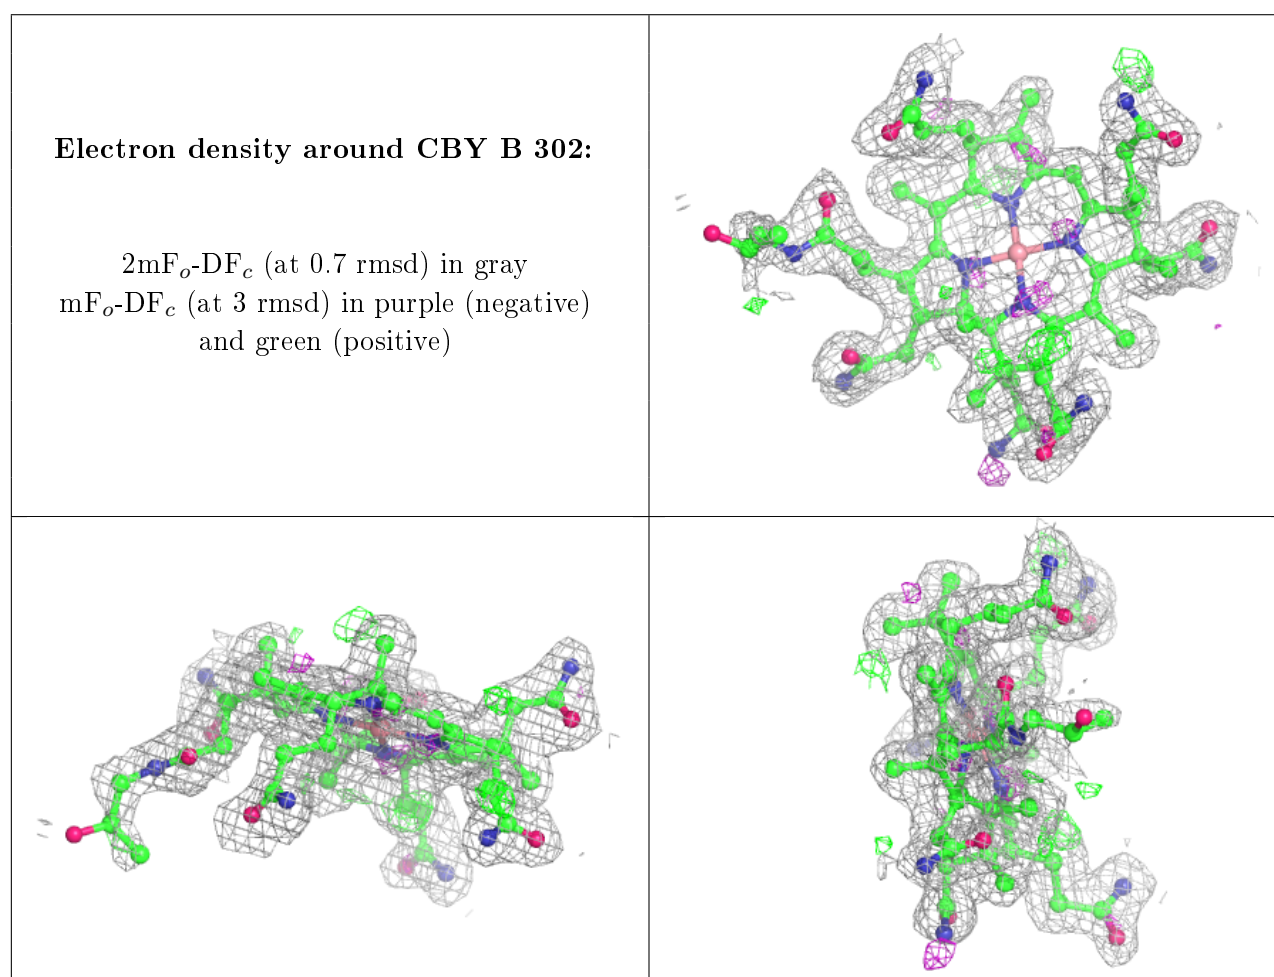 Electron density around CBY B 302:
2mFo-DFc (at 0.7 rmsd) in gray
mFo-DFc (at 3 rmsd) in purple (negative)
and green (positive)